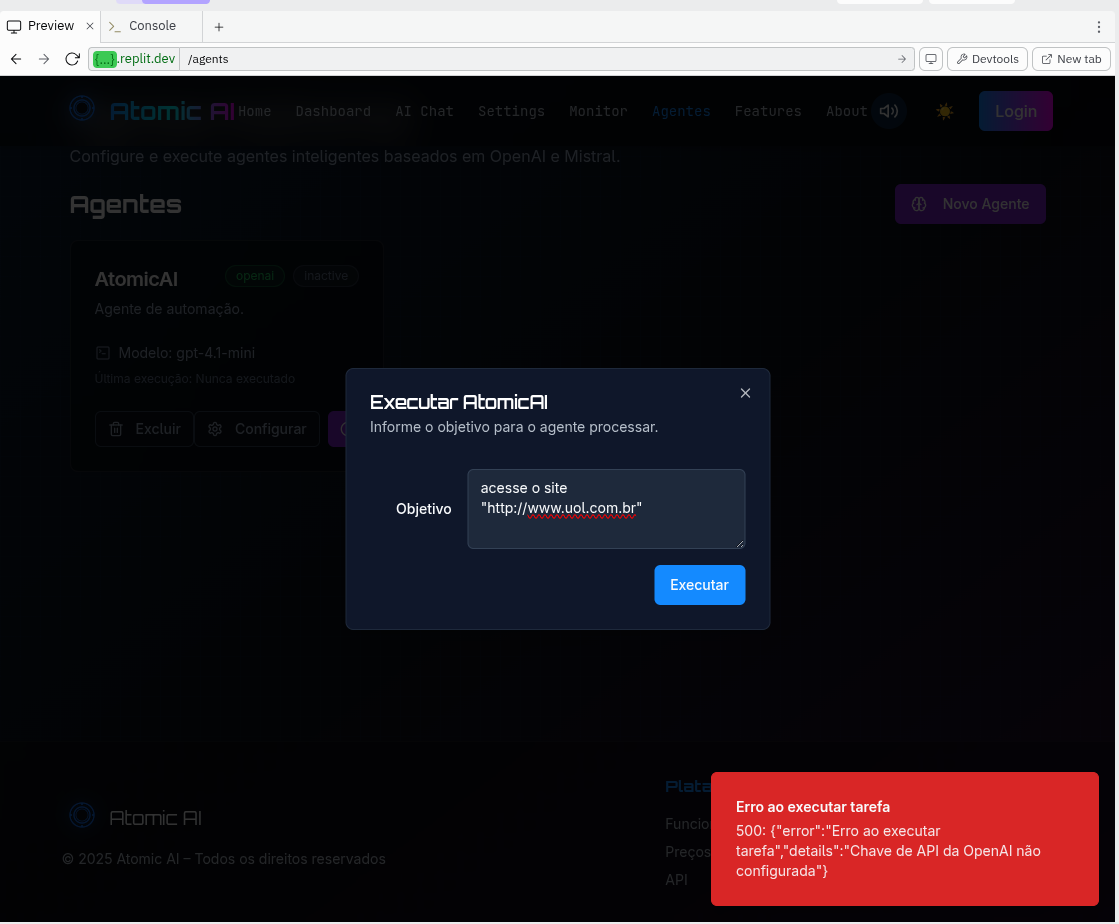 Preview
Console
{...}.replit.dev
/agents
Devtools
New tab
Atomic AI
Home
Dashboard
AI Chat
Settings
Monitor
Agentes
Features
About
Login
Configure e execute agentes inteligentes baseados em OpenAI e Mistral.
Agentes
Novo Agente
AtomicAI
openai
Inactive
Agente de automação.
Modelo: gpt-4.1-mini
Última execução: Nunca executado
Excluir
Configurar
Executar AtomicAI
Informe o objetivo para o agente processar.
Objetivo
acesse o site
"http://www.uol.com.br"
Executar
Atomic AI
© 2025 Atomic AI – Todos os direitos reservados
Plata
Funcio
Preços
API
Erro ao executar tarefa
500: {"error":"Erro ao executar
tarefa","details":"Chave de API da OpenAI não
configurada"}